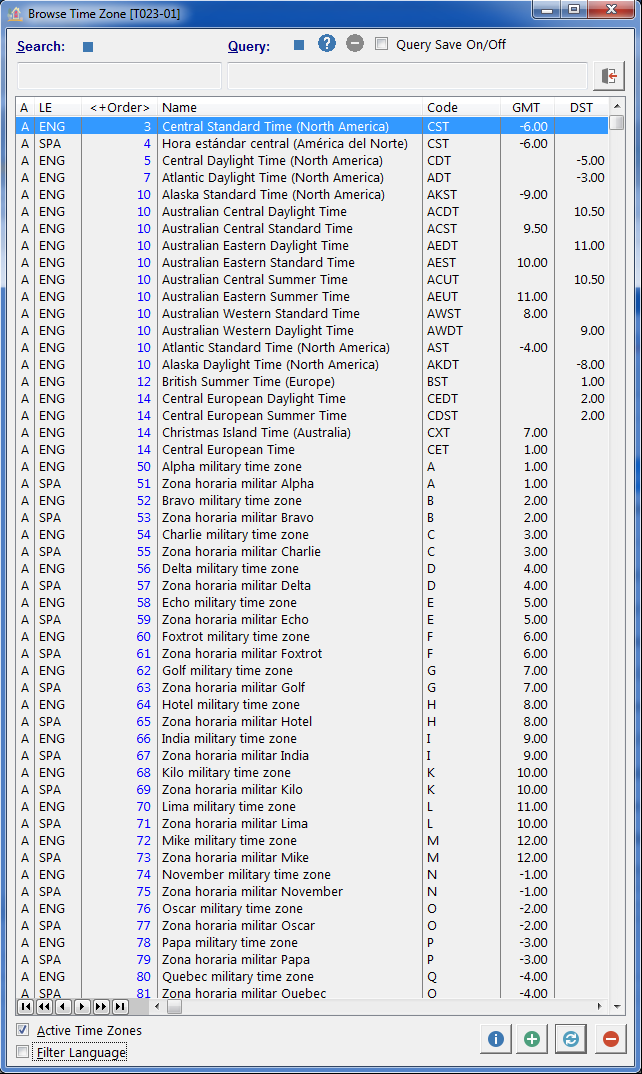 Browse Time Zone [T023-01]
Search: Query: Query Save On/Off
A LE <+Order> Name Code GMT DST
A ENG 3 Central Standard Time (North America) CST -6.00
A SPA 4 Hora estándar central (América del Norte) CST -6.00
A ENG 5 Central Daylight Time (North America) CDT -5.00
A ENG 7 Atlantic Daylight Time (North America) ADT -3.00
A ENG 10 Alaska Standard Time (North America) AKST -9.00
A ENG 10 Australian Central Daylight Time ACDT 10.50
A ENG 10 Australian Central Standard Time ACST 9.50
A ENG 10 Australian Eastern Daylight Time AEDT 11.00
A ENG 10 Australian Eastern Standard Time AEST 10.00
A ENG 10 Australian Central Summer Time ACUT 10.50
A ENG 10 Australian Eastern Summer Time AEUT 11.00
A ENG 10 Australian Western Standard Time AWST 8.00
A ENG 10 Australian Western Daylight Time AWDT 9.00
A ENG 10 Atlantic Standard Time (North America) AST -4.00
A ENG 10 Alaska Daylight Time (North America) AKDT -8.00
A ENG 12 British Summer Time (Europe) BST 1.00
A ENG 14 Central European Daylight Time CEDT 2.00
A ENG 14 Central European Summer Time CDST 2.00
A ENG 14 Christmas Island Time (Australia) CXT 7.00
A ENG 14 Central European Time CET 1.00
A ENG 50 Alpha military time zone A 1.00
A SPA 51 Zona horaria militar Alpha A 1.00
A ENG 52 Bravo military time zone B 2.00
A SPA 53 Zona horaria militar Bravo B 2.00
A ENG 54 Charlie military time zone C 3.00
A SPA 55 Zona horaria militar Charlie C 3.00
A ENG 56 Delta military time zone D 4.00
A SPA 57 Zona horaria militar Delta D 4.00
A ENG 58 Echo military time zone E 5.00
A SPA 59 Zona horaria militar Echo E 5.00
A ENG 60 Foxtrot military time zone F 6.00
A SPA 61 Zona horaria militar Foxtrot F 6.00
A ENG 62 Golf military time zone G 7.00
A SPA 63 Zona horaria militar Golf G 7.00
A ENG 64 Hotel military time zone H 8.00
A SPA 65 Zona horaria militar Hotel H 8.00
A ENG 66 India military time zone I 9.00
A SPA 67 Zona horaria militar India I 9.00
A ENG 68 Kilo military time zone K 10.00
A SPA 69 Zona horaria militar Kilo K 10.00
A ENG 70 Lima military time zone L 11.00
A SPA 71 Zona horaria militar Lima L 10.00
A ENG 72 Mike military time zone M 12.00
A SPA 73 Zona horaria militar Mike M 12.00
A ENG 74 November military time zone N -1.00
A SPA 75 Zona horaria militar November N -1.00
A ENG 76 Oscar military time zone O -2.00
A SPA 77 Zona horaria militar Oscar O -2.00
A ENG 78 Papa military time zone P -3.00
A SPA 79 Zona horaria militar Papa P -3.00
A ENG 80 Quebec military time zone Q -4.00
A SPA 81 Zona horaria militar Quebec Q -4.00
Active Time Zones
Filter Language